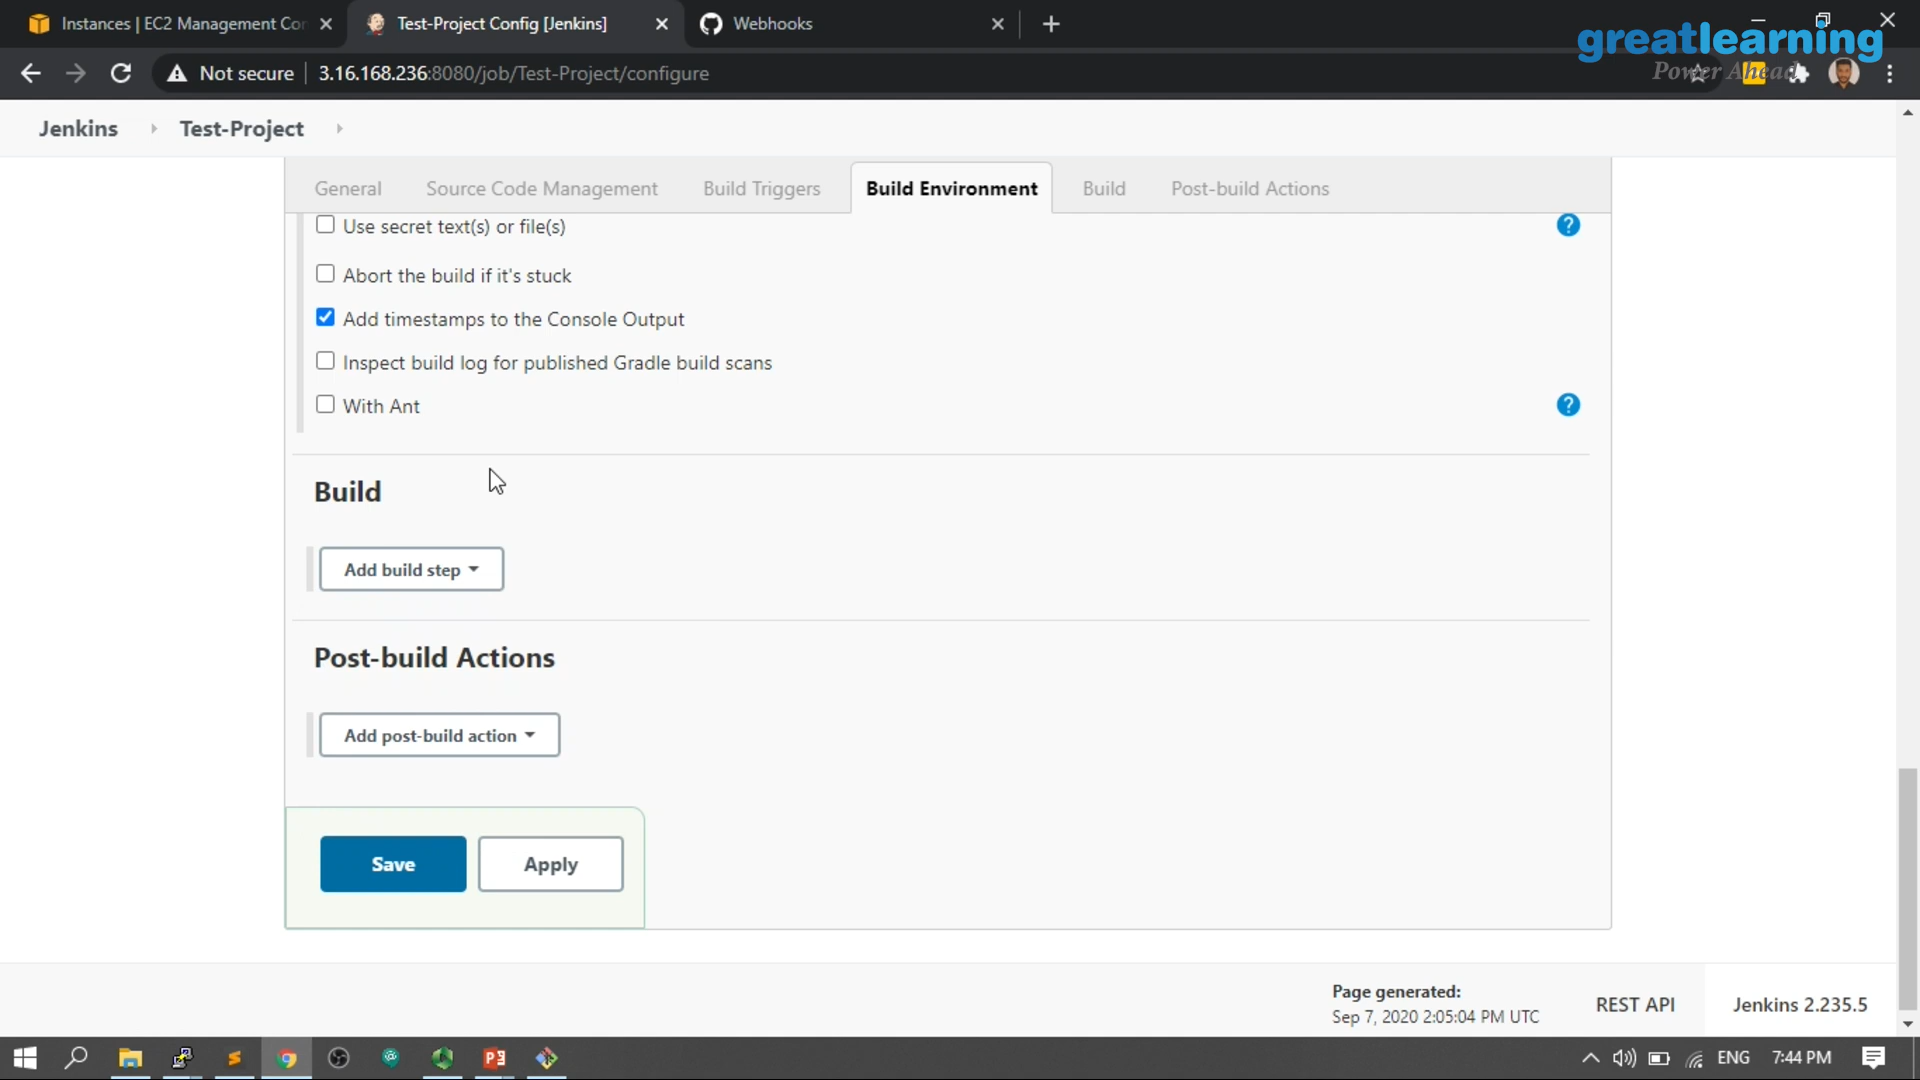 Instances | EC2 Management Con
Test-Project Config [Jenkins]
Webhooks
greatlearning
Power Ahead
Not secure
3.16.168.236:8080/job/Test-Project/configure
Jenkins
Test-Project
General
Source Code Management
Build Triggers
Build Environment
Build
Post-build Actions
Use secret text(s) or file(s)
Abort the build if it's stuck
Add timestamps to the Console Output
Inspect build log for published Gradle build scans
With Ant
Build
Add build step
Post-build Actions
Add post-build action
Save
Apply
Page generated:
Sep 7, 2020 2:05:04 PM UTC
REST API
Jenkins 2.235.5
ENG
7:44 PM